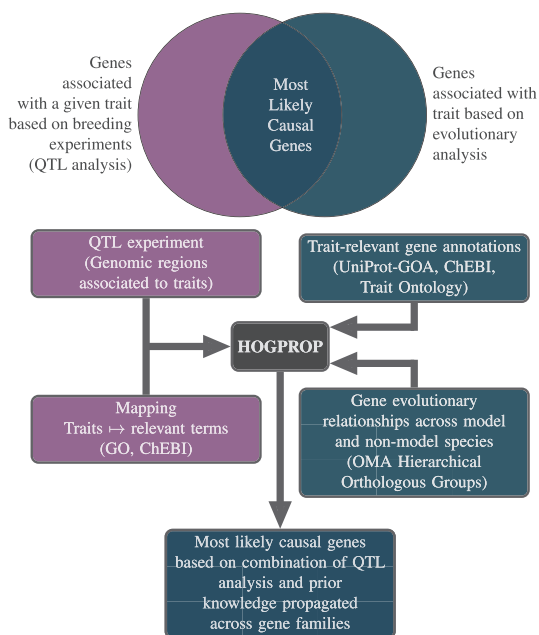 Genes
associated
with a given trait
based on breeding
experiments
(QTL analysis)
Most
Likely
Causal
Genes
Genes
associated with
trait based on
evolutionary
analysis
QTL experiment
(Genomic regions
associated to traits)
Trait-relevant gene annotations
(UniProt-GOA, ChEBI,
Trait Ontology)
HOGPROP
Mapping
Traits ↦ relevant terms
(GO, ChEBI)
Gene evolutionary
relationships across model
and non-model species
(OMA Hierarchical
Orthologous Groups)
Most likely causal genes
based on combination of QTL
analysis and prior
knowledge propagated
across gene families